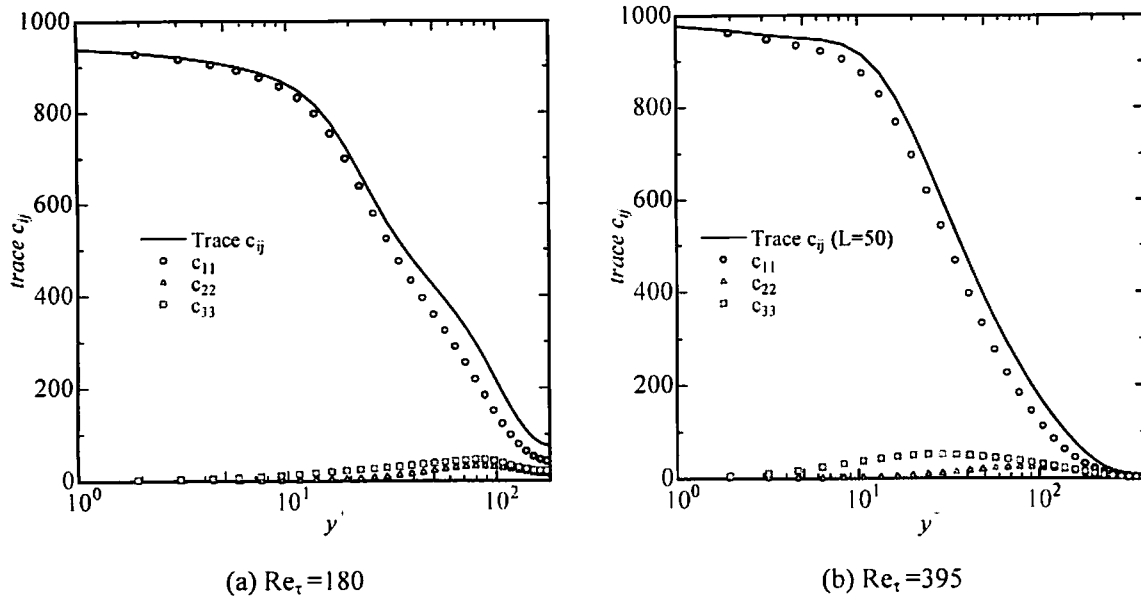 1000
800
600
400
200
0
trace c_ij
Trace c_ij
c_11
c_22
c_33
10^0
10^1
10^2
y
(a) Re_τ=180
1000
800
600
400
200
0
trace c_ij
Trace c_ij (L=50)
c_11
c_22
c_33
10^0
10^1
10^2
y
(b) Re_τ=395